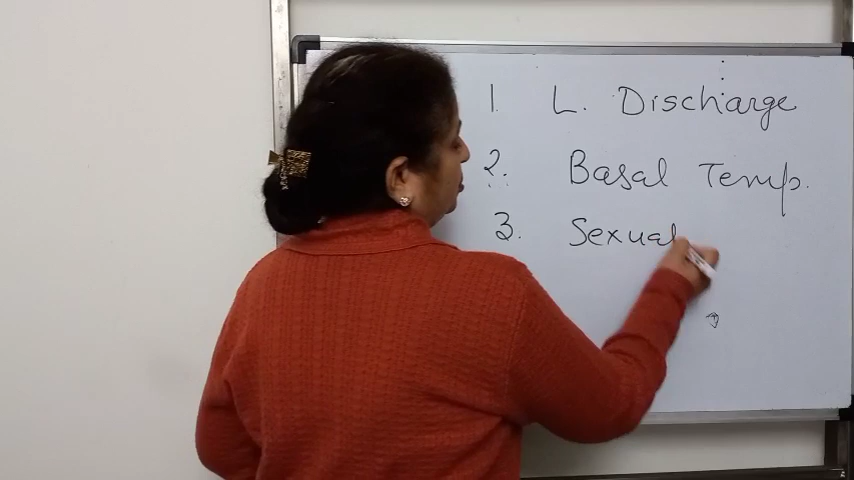 1. L. Discharge
2. Basal Temp.
3. Sexual